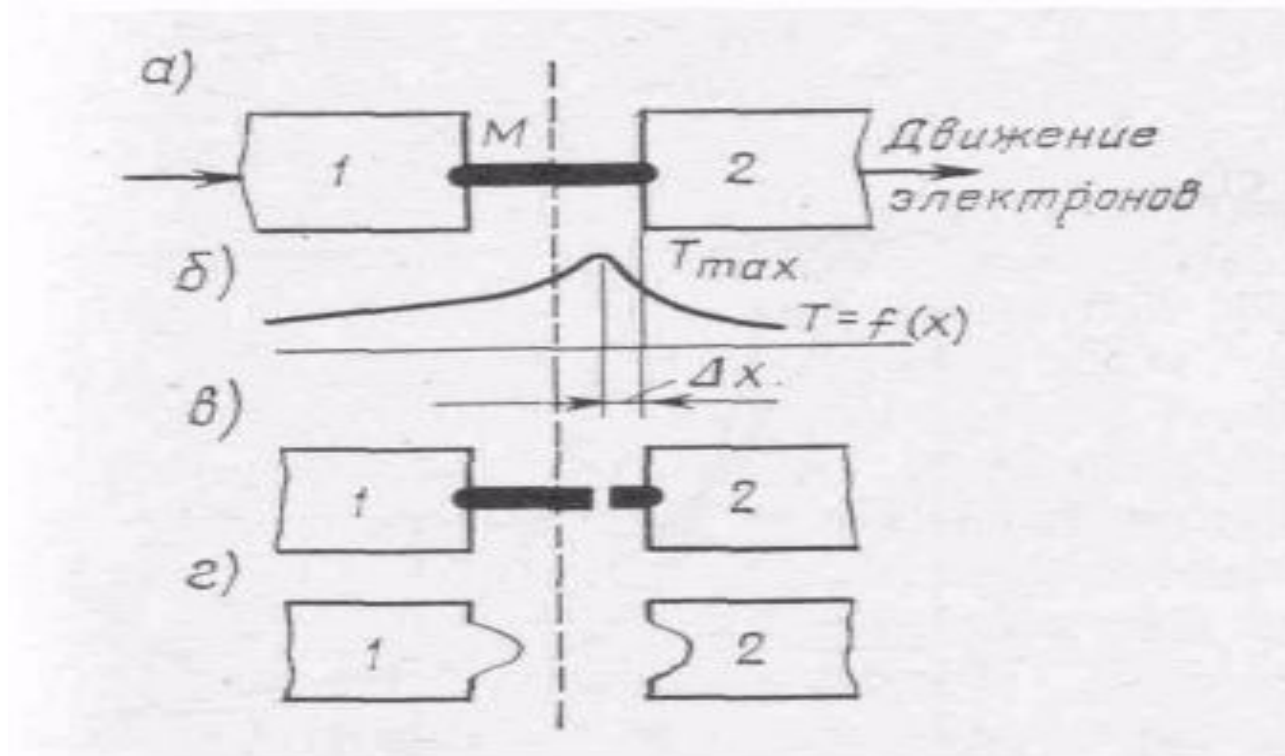 а)
1
М
2
Движение
электронов
б)
Tmax
T=f(x)
Δx.
в)
1
2
г)
1
2